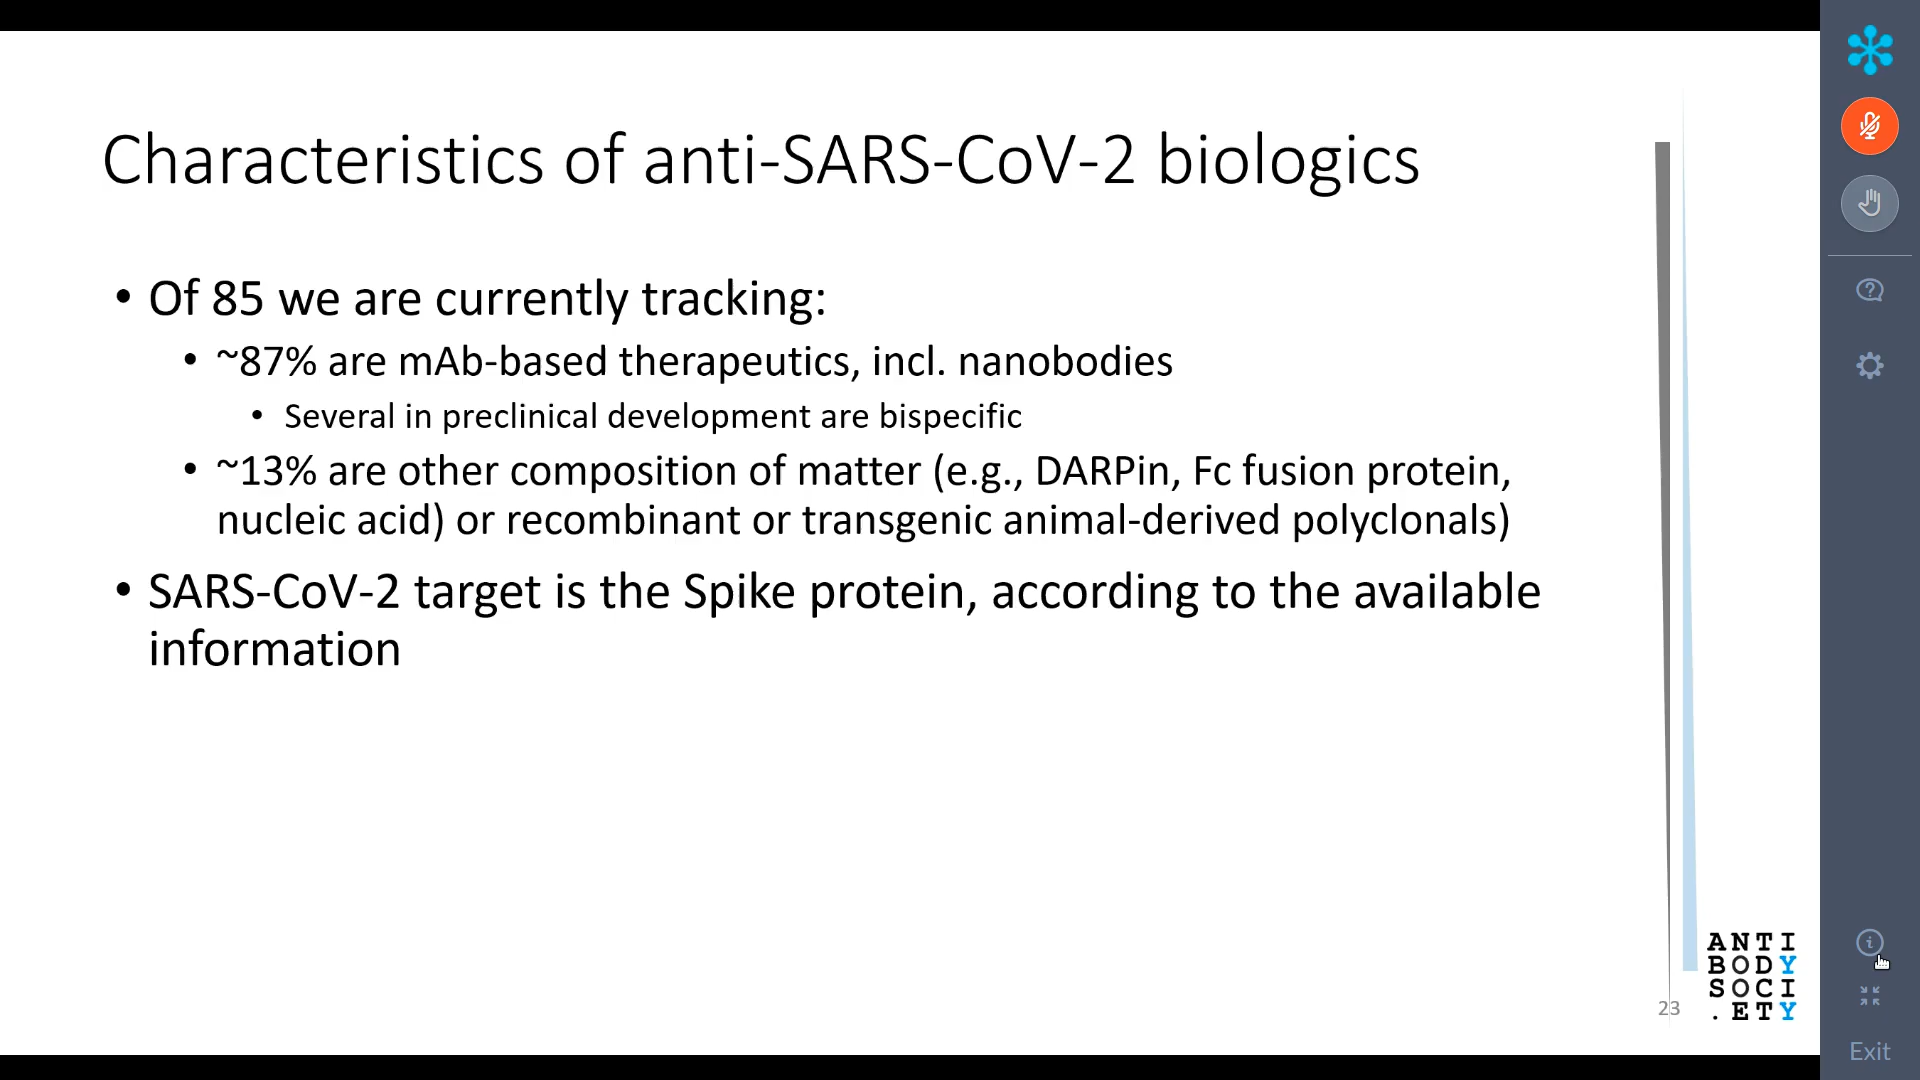 Characteristics of anti-SARS-CoV-2 biologics
• Of 85 we are currently tracking:
• ~87% are mAb-based therapeutics, incl. nanobodies
• Several in preclinical development are bispecific
• ~13% are other composition of matter (e.g., DARPin, Fc fusion protein,
nucleic acid) or recombinant or transgenic animal-derived polyclonals)
• SARS-CoV-2 target is the Spike protein, according to the available
information
ANTI
BODY
SOCI
.ETY
23
Exit